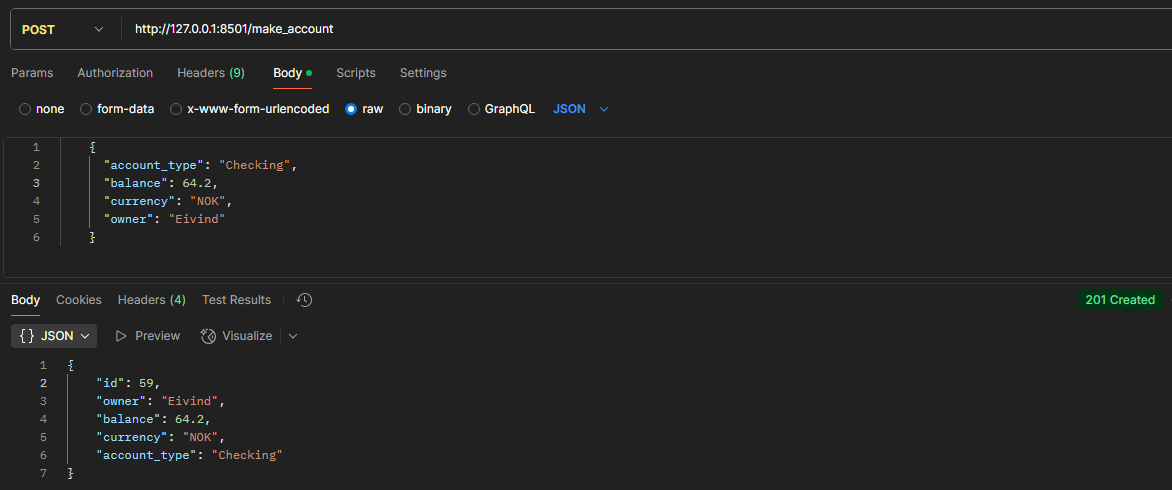 POST http://127.0.0.1:8501/make_account
Params Authorization Headers (9) Body Scripts Settings
none form-data x-www-form-urlencoded raw binary GraphQL JSON
1 {
2 "account_type": "Checking",
3 "balance": 64.2,
4 "currency": "NOK",
5 "owner": "Eivind"
6 }
Body Cookies Headers (4) Test Results 201 Created
{} JSON Preview Visualize
1 {
2 "id": 59,
3 "owner": "Eivind",
4 "balance": 64.2,
5 "currency": "NOK",
6 "account_type": "Checking"
7 }